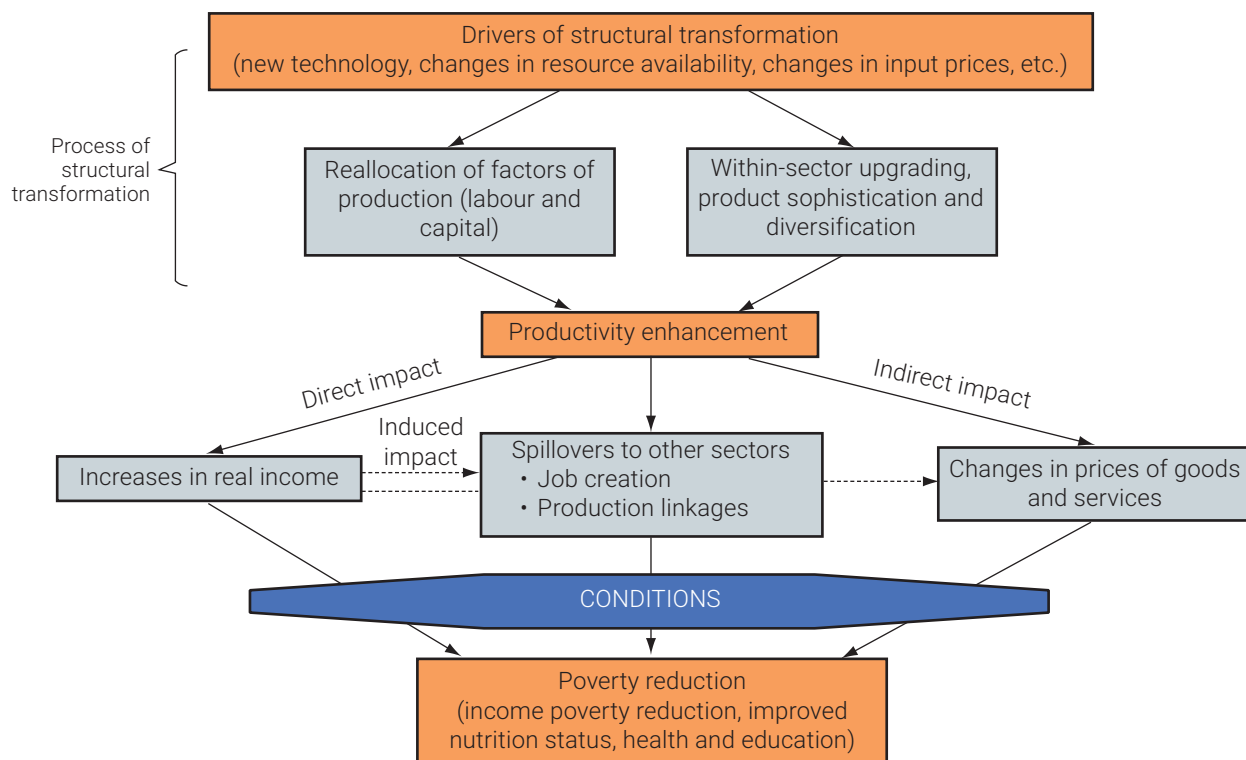 Drivers of structural transformation
(new technology, changes in resource availability, changes in input prices, etc.)
Process of
structural
transformation
Reallocation of factors of
production (labour and
capital)
Within-sector upgrading,
product sophistication and
diversification
Productivity enhancement
Direct impact
Indirect impact
Induced
impact
Increases in real income
Spillovers to other sectors
• Job creation
• Production linkages
Changes in prices of goods
and services
CONDITIONS
Poverty reduction
(income poverty reduction, improved
nutrition status, health and education)